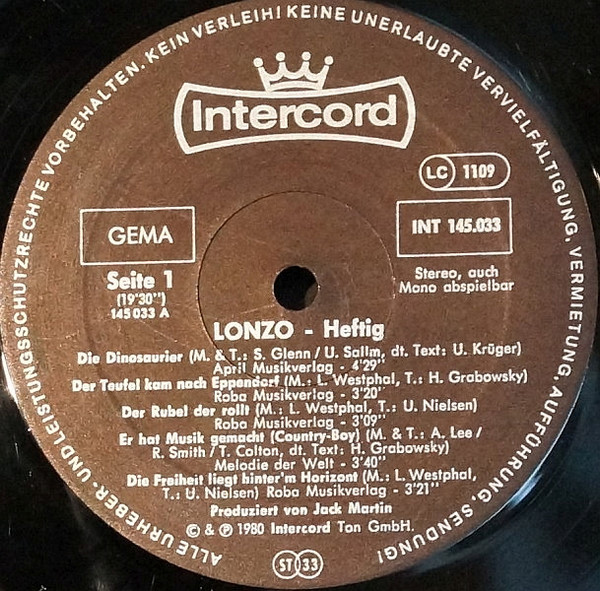 ALLE URHEBER- UND LEISTUNGSSCHUTZRECHTE VORBEHALTEN. KEIN VERLEIH! KEINE UNERLAUBTE VERVIELFÄLTIGUNG, VERMIETUNG, AUFFÜHRUNG, SENDUNG!
Intercord
LC 1109
GEMA
INT 145.033
Seite 1
(19'30'')
145 033 A
Stereo, auch
Mono abspielbar
LONZO - Heftig
Die Dinosaurier (M. & T.: S. Glenn / U. Sallm, dt. Text: U. Krüger)
April Musikverlag - 4'29''
Der Teufel kam nach Eppendorf (M.: L. Westphal, T.: H. Grabowsky)
Roba Musikverlag - 3'20''
Der Rubel der rollt (M.: L. Westphal, T.: U. Nielsen)
Roba Musikverlag - 3'09''
Er hat Musik gemacht (Country-Boy) (M. & T.: A. Lee /
R. Smith / T. Colton, dt. Text: H. Grabowsky)
Melodie der Welt - 3'40''
Die Freiheit liegt hinter'm Horizont (M.: L. Westphal,
T.: U. Nielsen) Roba Musikverlag - 3'21''
Produziert von Jack Martin
© & ℗ 1980 Intercord Ton GmbH.
ST 33